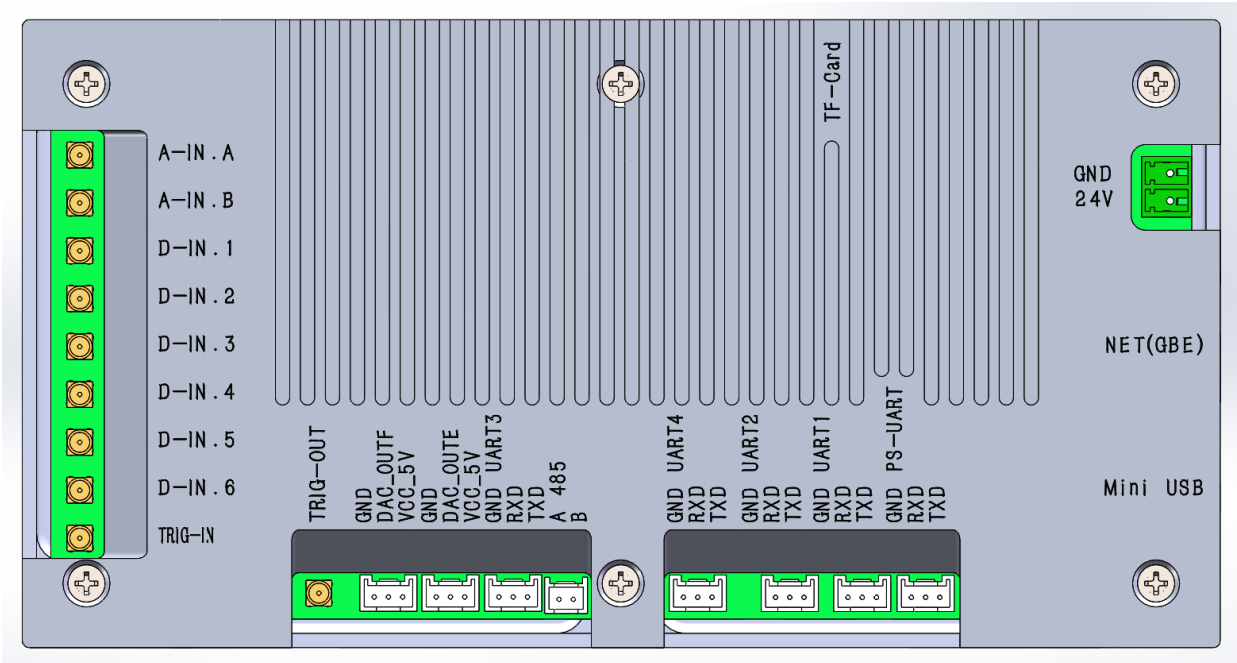 TF-Card
A-IN.A
A-IN.B
D-IN.1
D-IN.2
D-IN.3
D-IN.4
D-IN.5
D-IN.6
TRIG-IN
GND
24V
NET(GBE)
Mini USB
TRIG-OUT
GND
DAC_OUTF
VCC_5V
GND
DAC_OUTE
VCC_5V
GND UART3
RXD
TXD
A 485
B
GND UART4
RXD
TXD
GND UART2
RXD
TXD
GND UART1
RXD
TXD
GND PS-UART
RXD
TXD